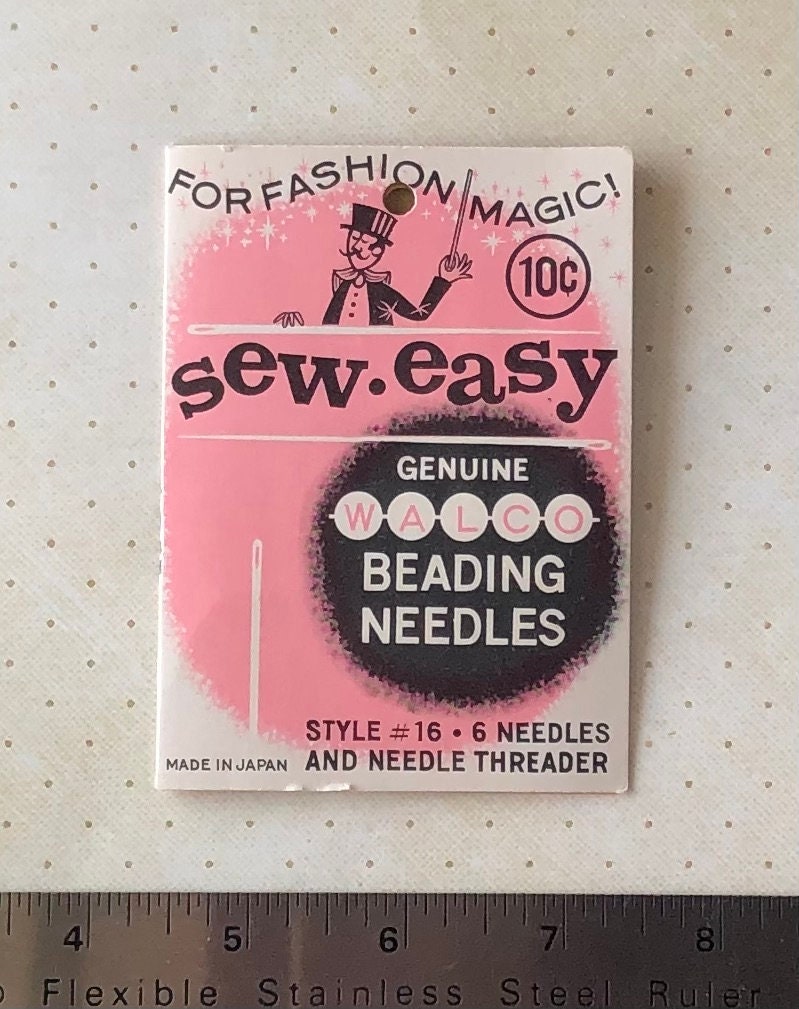 FOR FASHION MAGIC!
10¢
sew.easy
GENUINE
WALCO
BEADING
NEEDLES
STYLE #16 • 6 NEEDLES
AND NEEDLE THREADER
MADE IN JAPAN
4 5 6 7 8
Flexible Stainless Steel Ruler